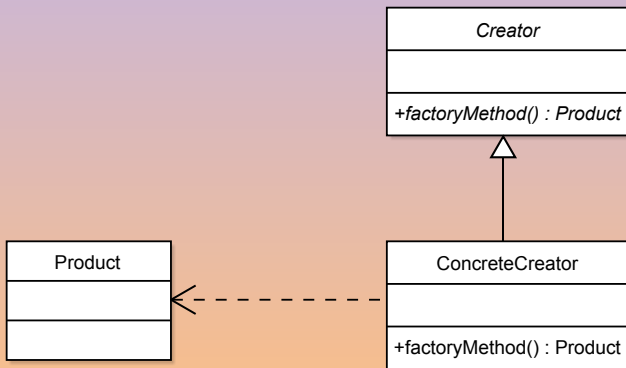 Creator
+factoryMethod() : Product
Product
ConcreteCreator
+factoryMethod() : Product